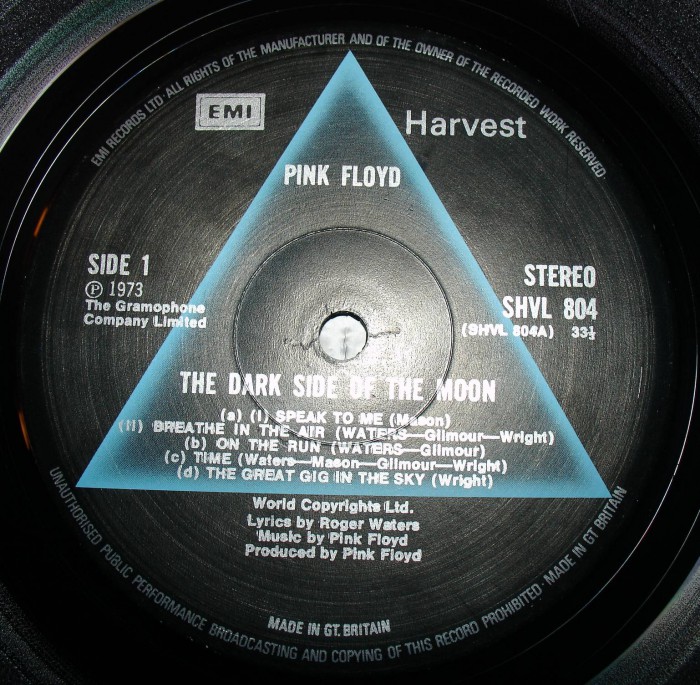 EMI RECORDS LTD ALL RIGHTS OF THE MANUFACTURER AND OF THE OWNER OF THE RECORDED WORK RESERVED
EMI
Harvest
PINK FLOYD
SIDE 1
℗ 1973
The Gramophone
Company Limited
STEREO
SHVL 804
(SHVL 804A) 33⅓
THE DARK SIDE OF THE MOON
(a) (i) SPEAK TO ME (Mason)
(ii) BREATHE IN THE AIR (WATERS—Gilmour—Wright)
(b) ON THE RUN (WATERS—Gilmour)
(c) TIME (Waters—Mason—Gilmour—Wright)
(d) THE GREAT GIG IN THE SKY (Wright)
World Copyrights Ltd.
Lyrics by Roger Waters
Music by Pink Floyd
Produced by Pink Floyd
MADE IN GT. BRITAIN
UNAUTHORISED PUBLIC PERFORMANCE BROADCASTING AND COPYING OF THIS RECORD PROHIBITED · MADE IN GT BRITAIN